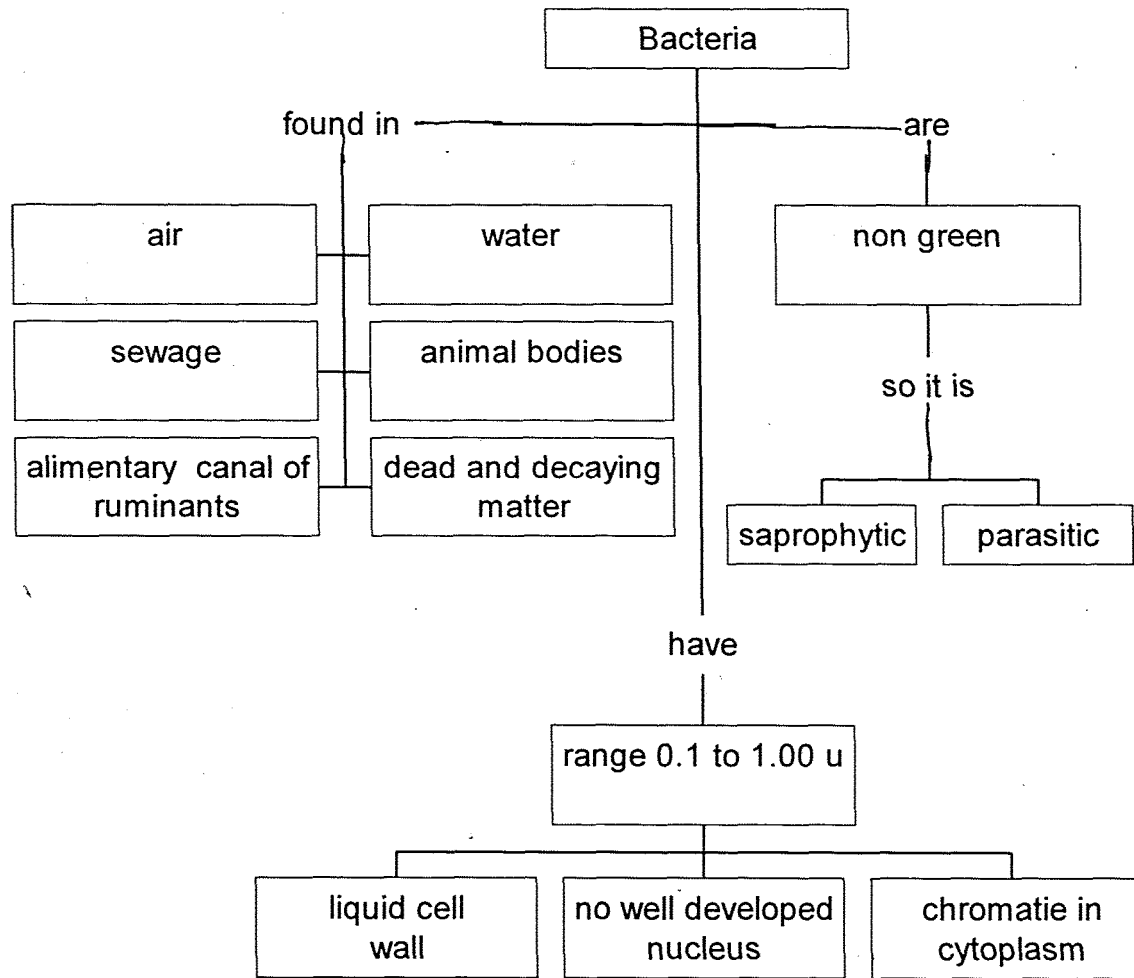 Bacteria
found in
are
air
water
non green
sewage
animal bodies
so it is
alimentary canal of
ruminants
dead and decaying
matter
saprophytic
parasitic
have
range 0.1 to 1.00 u
liquid cell
wall
no well developed
nucleus
chromatie in
cytoplasm